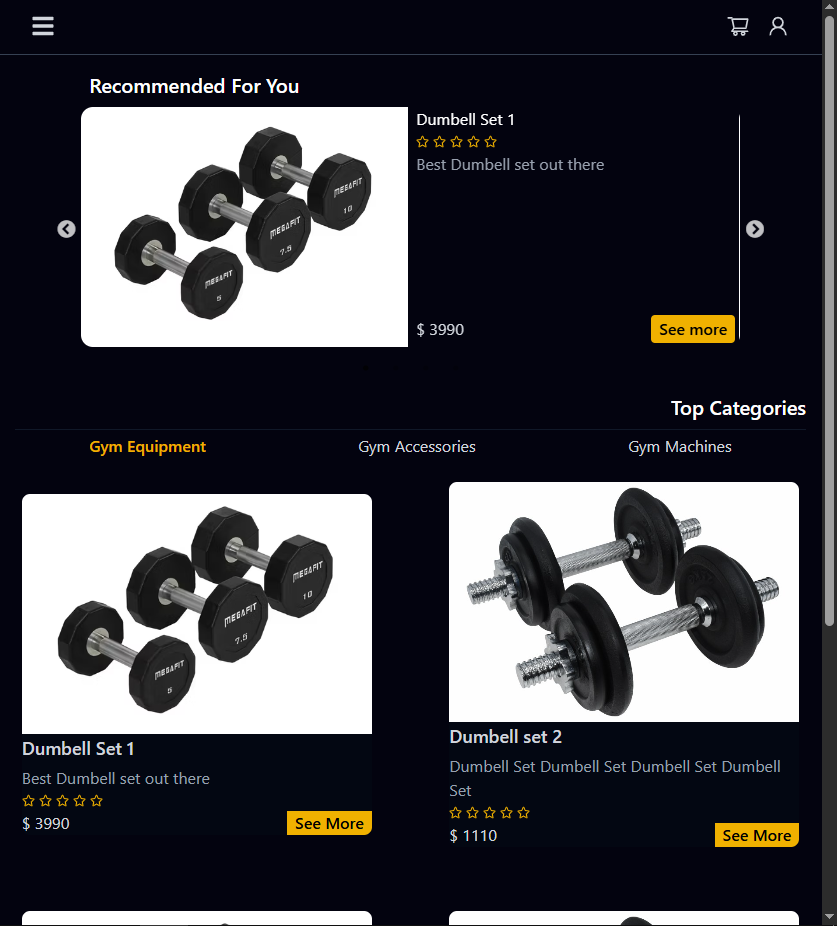 Recommended For You
MEGAFIT
10
MEGAFIT
7.5
MEGAFIT
5
Dumbell Set 1
Best Dumbell set out there
$ 3990
See more
Top Categories
Gym Equipment
Gym Accessories
Gym Machines
MEGAFIT
10
MEGAFIT
7.5
MEGAFIT
5
Dumbell Set 1
Best Dumbell set out there
$ 3990
See More
Dumbell set 2
Dumbell Set Dumbell Set Dumbell Set Dumbell
Set
$ 1110
See More